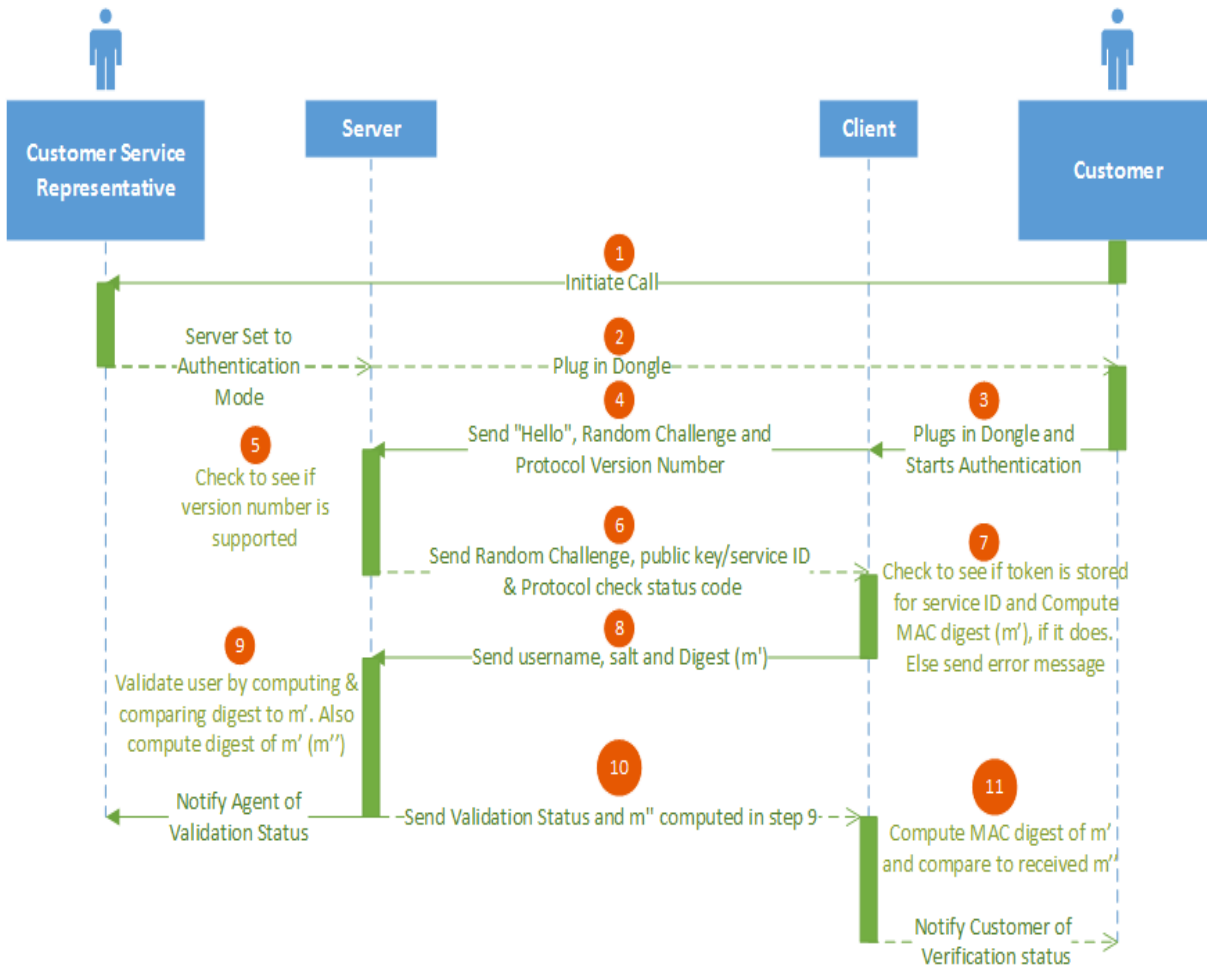 Server
Client
Customer Service
Representative
Customer
1
Initiate Call
Server Set to
Authentication
Mode
2
Plug in Dongle
4
Send "Hello", Random Challenge and
Protocol Version Number
3
Plugs in Dongle and
Starts Authentication
5
Check to see if
version number is
supported
6
Send Random Challenge, public key/service ID
& Protocol check status code
7
Check to see if token is stored
for service ID and Compute
MAC digest (m’), if it does.
Else send error message
8
Send username, salt and Digest (m')
9
Validate user by computing &
comparing digest to m’. Also
compute digest of m’ (m’’)
Notify Agent of
Validation Status
10
Send Validation Status and m" computed in step 9
11
Compute MAC digest of m’
and compare to received m’’
Notify Customer of
Verification status